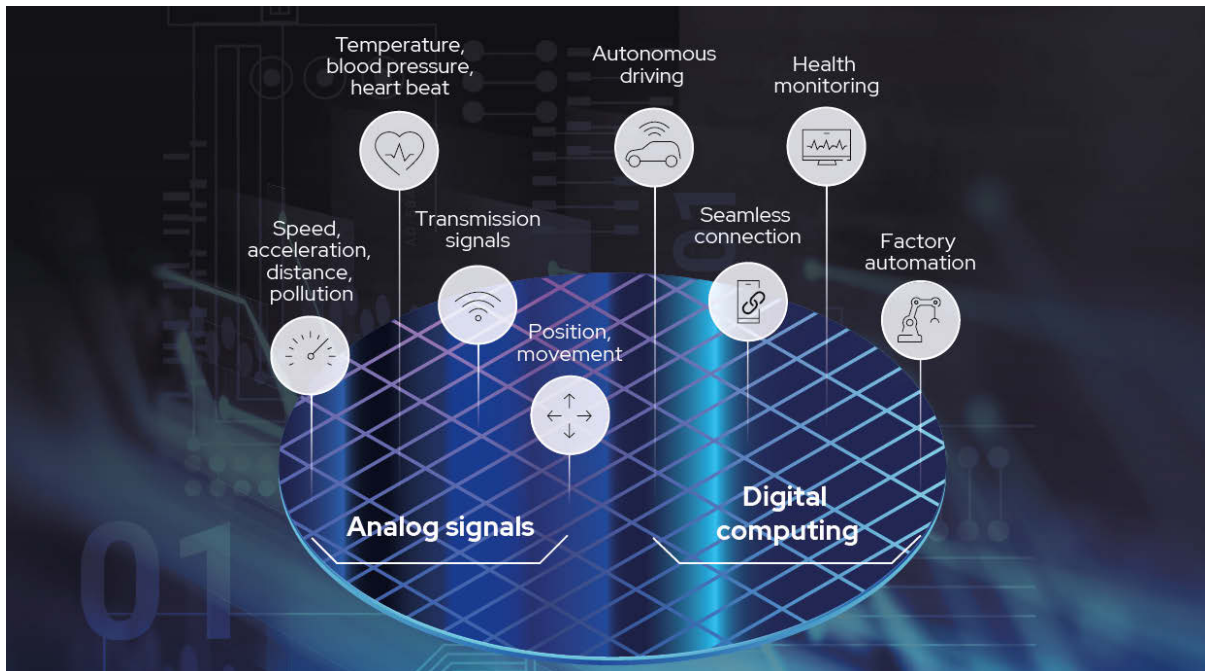 Temperature,
blood pressure,
heart beat
Autonomous
driving
Health
monitoring
Speed,
acceleration,
distance,
pollution
Transmission
signals
Position,
movement
Seamless
connection
Factory
automation
Analog signals
Digital
computing
01
01